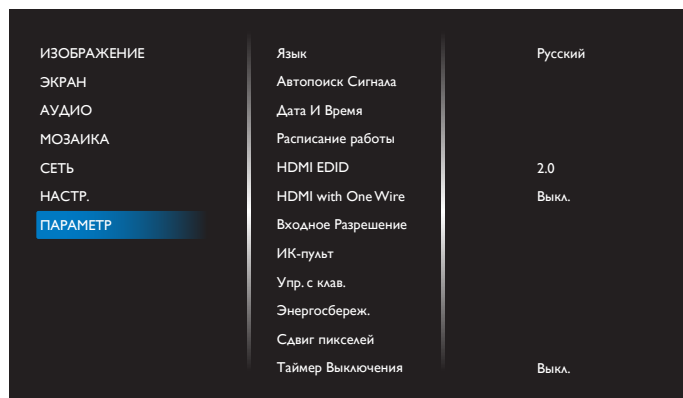 ИЗОБРАЖЕНИЕ
ЭКРАН
АУДИО
МОЗАИКА
СЕТЬ
НАСТР.
ПАРАМЕТР
Язык
Автопоиск Сигнала
Дата И Время
Расписание работы
HDMI EDID
HDMI with One Wire
Входное Разрешение
ИК-пульт
Упр. с клав.
Энергосбереж.
Сдвиг пикселей
Таймер Выключения
Русский
2.0
Выкл.
Выкл.